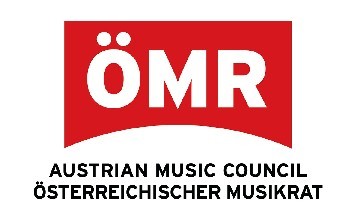 ÖMR
AUSTRIAN MUSIC COUNCIL
ÖSTERREICHISCHER MUSIKRAT